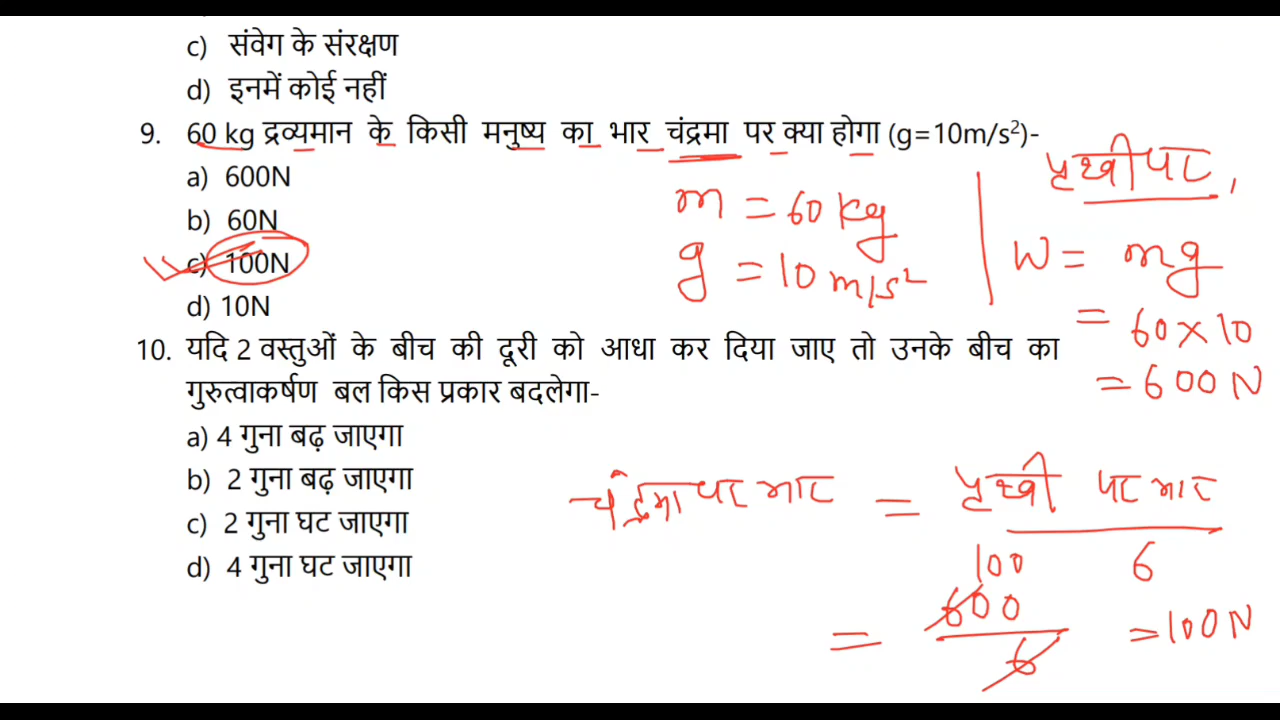 c) संवेग के संरक्षण
d) इनमें कोई नहीं
9. 60 kg द्रव्यमान के किसी मनुष्य का भार चंद्रमा पर क्या होगा (g=10m/s²)-
a) 600N
b) 60N
c) 100N
d) 10N
m = 60 kg
g = 10 m/s²
पृथ्वी पर,
W = mg
= 60 × 10
= 600 N
10. यदि 2 वस्तुओं के बीच की दूरी को आधा कर दिया जाए तो उनके बीच का
गुरुत्वाकर्षण बल किस प्रकार बदलेगा-
a) 4 गुना बढ़ जाएगा
b) 2 गुना बढ़ जाएगा
c) 2 गुना घट जाएगा
d) 4 गुना घट जाएगा
चंद्रमा पर भार = पृथ्वी पर भार
6
100
= 600
6
= 100 N